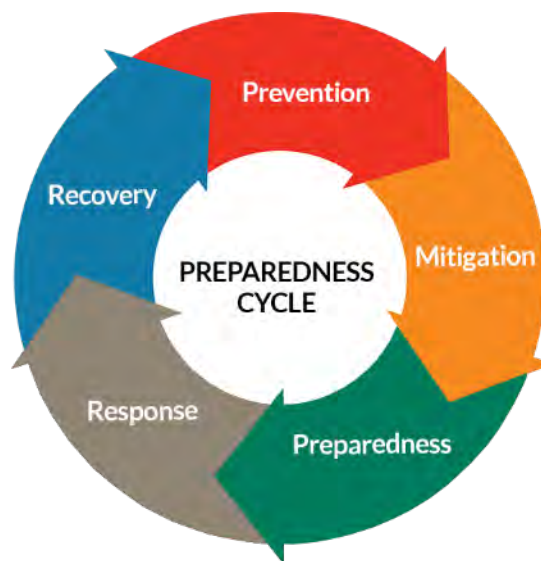 Prevention
Mitigation
Preparedness
Response
Recovery
PREPAREDNESS
CYCLE